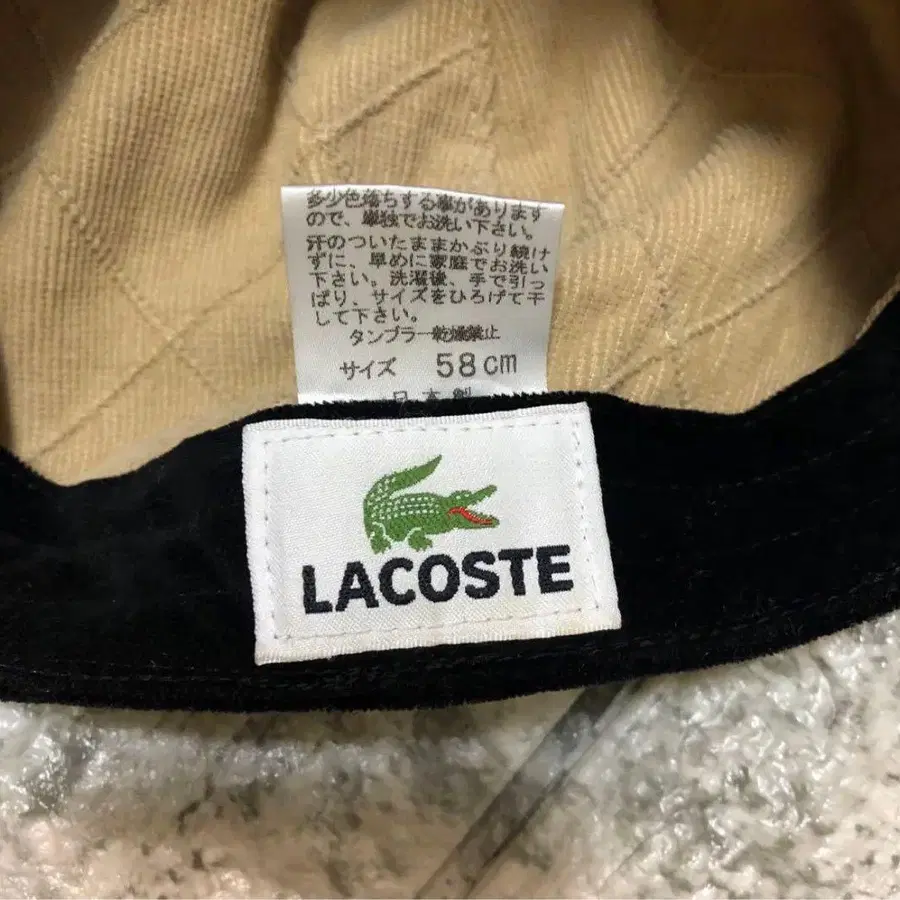 多少色落ちする事があります
ので、単独でお洗い下さい。
汗のついたままかぶり続け
ずに、早めに家庭でお洗い
下さい。洗濯後、手で引っ
ぱり、サイズをひろげて干
して下さい。
タンブラー乾燥禁止
サイズ 58cm
日本製
LACOSTE